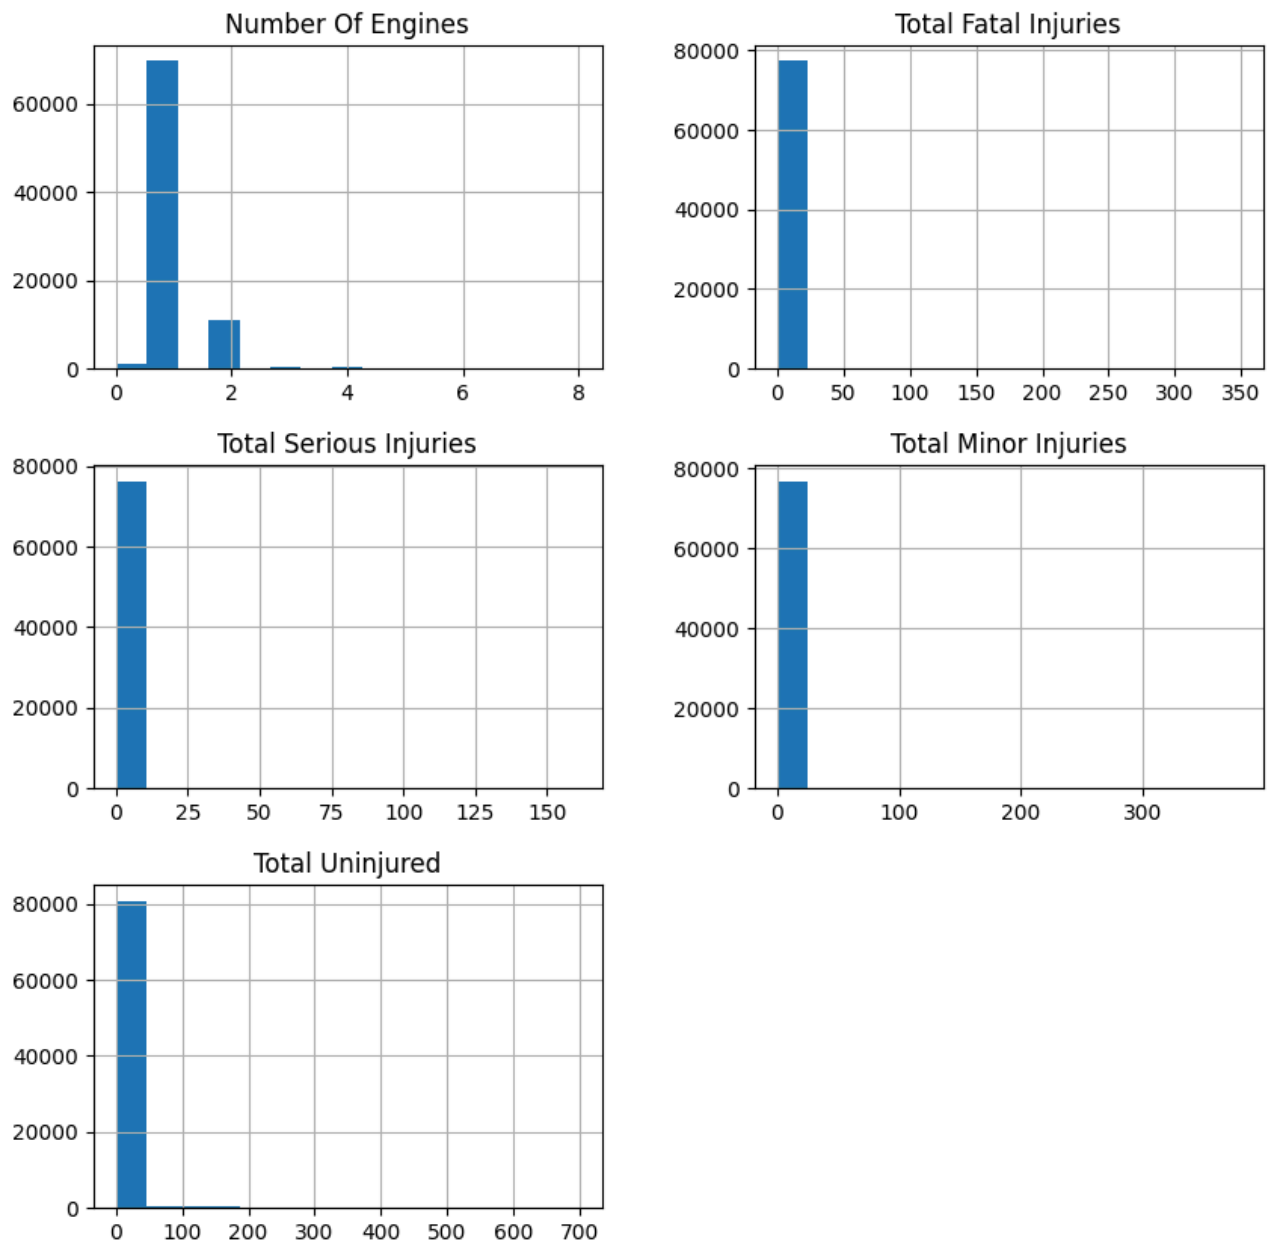 Number Of Engines
60000
40000
20000
0
0 2 4 6 8
Total Fatal Injuries
80000
60000
40000
20000
0
0 50 100 150 200 250 300 350
Total Serious Injuries
80000
60000
40000
20000
0
0 25 50 75 100 125 150
Total Minor Injuries
80000
60000
40000
20000
0
0 100 200 300
Total Uninjured
80000
60000
40000
20000
0
0 100 200 300 400 500 600 700